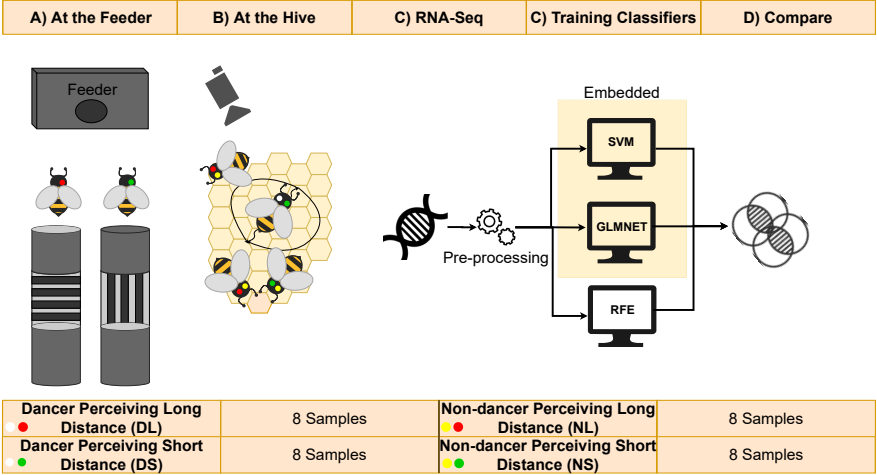 A) At the Feeder
B) At the Hive
C) RNA-Seq
C) Training Classifiers
D) Compare
Feeder
Embedded
SVM
GLMNET
Pre-processing
RFE
Dancer Perceiving Long
Distance (DL)
8 Samples
Non-dancer Perceiving Long
Distance (NL)
8 Samples
Dancer Perceiving Short
Distance (DS)
8 Samples
Non-dancer Perceiving Short
Distance (NS)
8 Samples